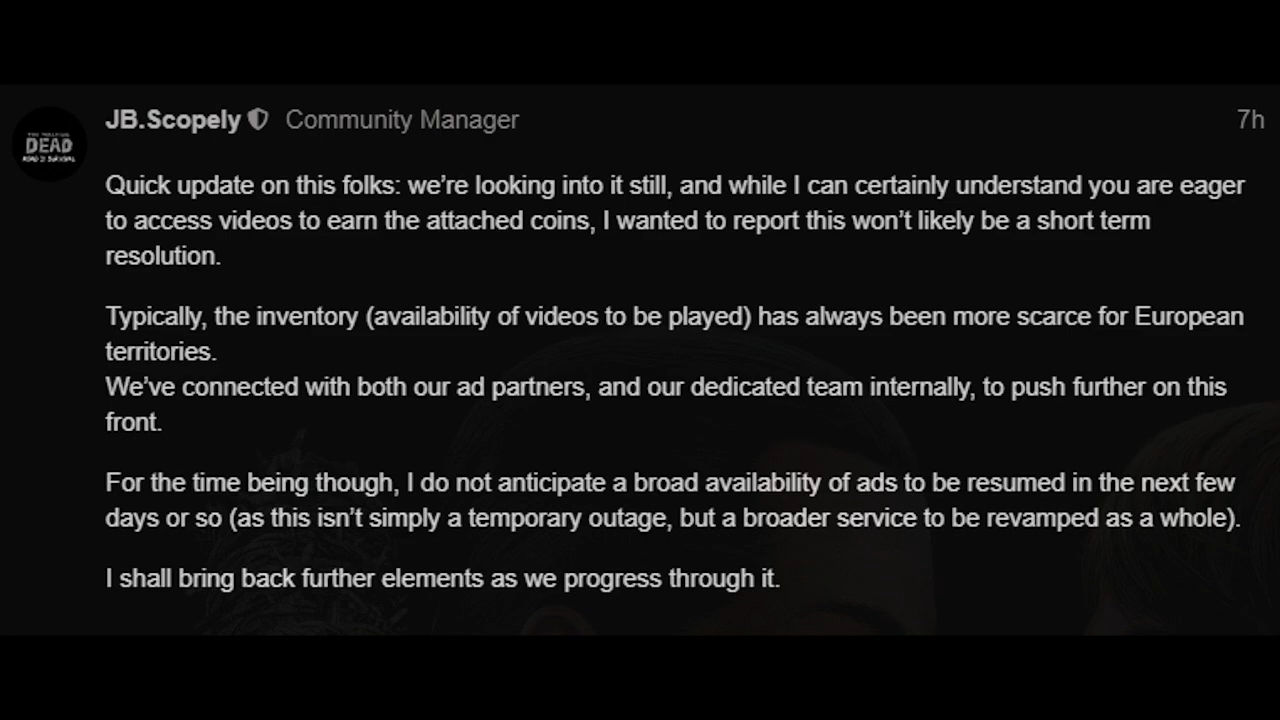 JB.Scopely Community Manager 7h
THE WALKING
DEAD
ROAD TO SURVIVAL
Quick update on this folks: we’re looking into it still, and while I can certainly understand you are eager
to access videos to earn the attached coins, I wanted to report this won’t likely be a short term
resolution.
Typically, the inventory (availability of videos to be played) has always been more scarce for European
territories.
We’ve connected with both our ad partners, and our dedicated team internally, to push further on this
front.
For the time being though, I do not anticipate a broad availability of ads to be resumed in the next few
days or so (as this isn’t simply a temporary outage, but a broader service to be revamped as a whole).
I shall bring back further elements as we progress through it.